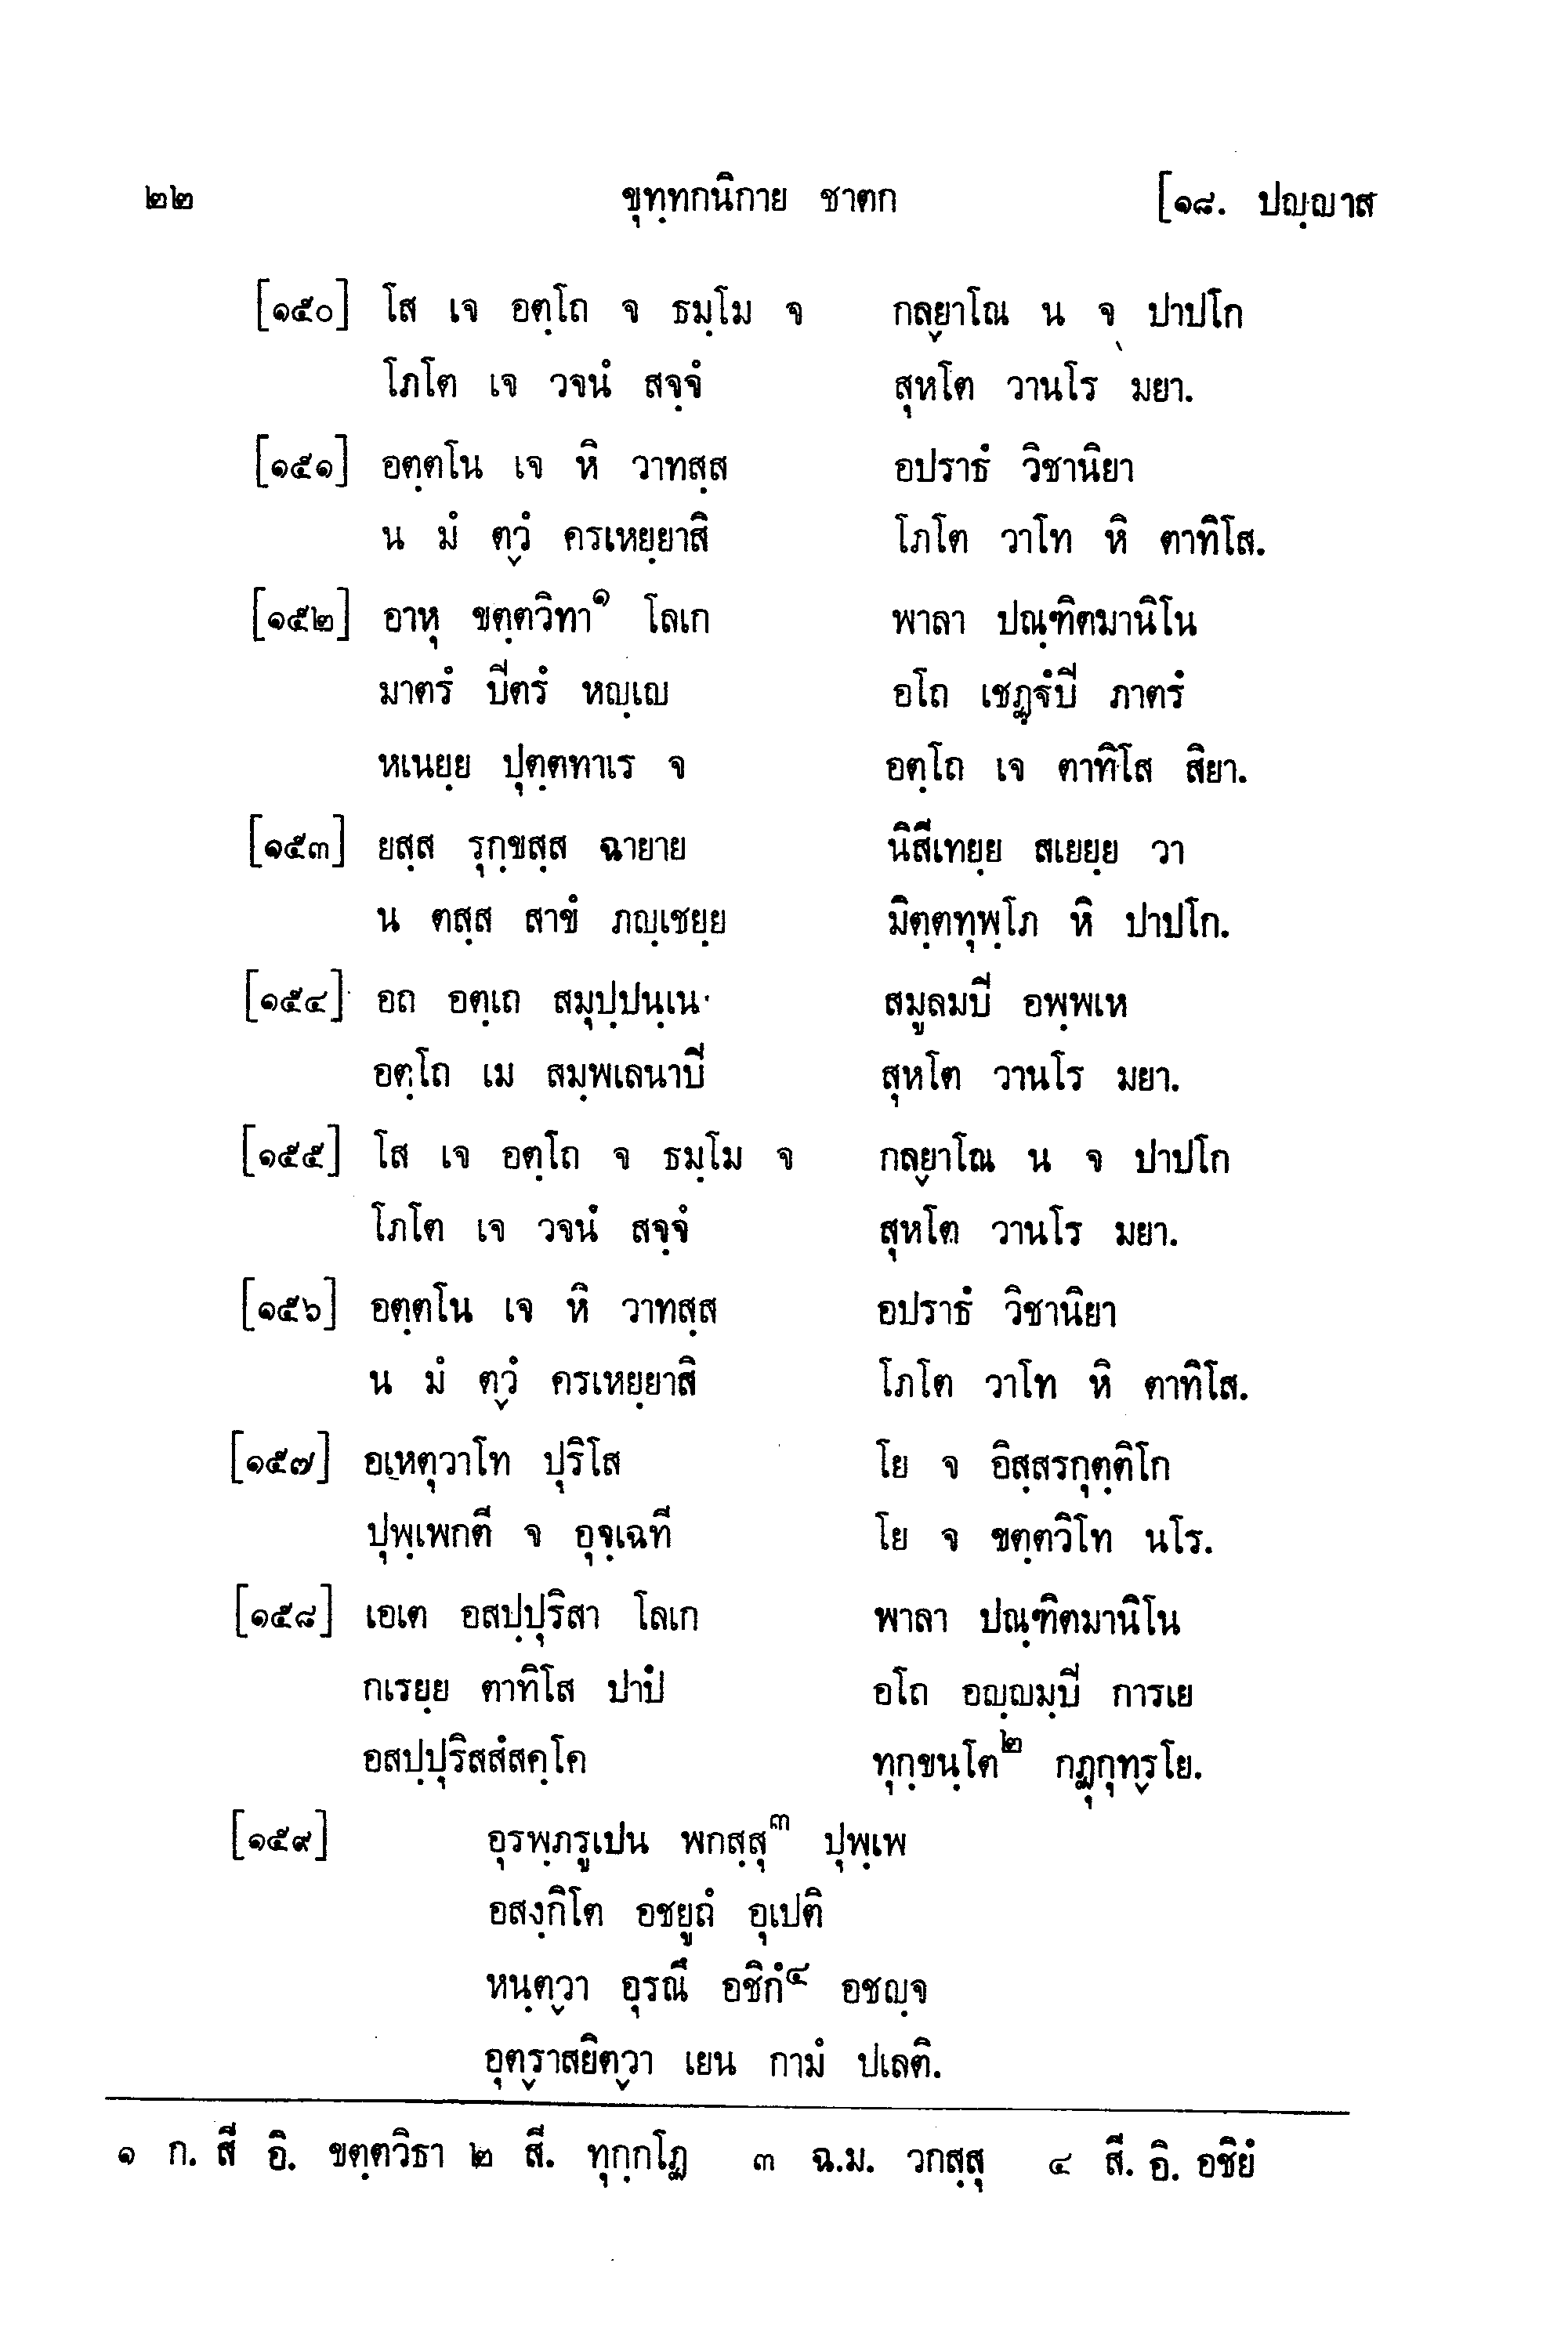 ๒๒ ขุทฺทกนิกาย ชาตก [๑๘. ปญฺญาส
[๑๕๐] โส เจ อตฺโถ จ ธมฺโม จ กลฺยาโณ น จ ปาปโก
โภโต เจ วจนํ สจฺจํ สุหโต วานโร มยา.
[๑๕๑] อตฺตโน เจ หิ วาทสฺส อปราธํ วิชานิยา
น มํ ตฺวํ ครเหยฺยาสิ โภโต วาโท หิ ตาทิโส.
[๑๕๒] อาหุ ขตฺตวิทา๑ โลเก พาลา ปณฺฑิตมานิโน
มาตรํ ปิตรํ หญฺเญ อโถ เชฏฺฐํปิ ภาตรํ
หเนยฺย ปุตฺตทาเร จ อตฺโถ เจ ตาทิโส สิยา.
[๑๕๓] ยสฺส รุกฺขสฺส ฉายาย นิสีเทยฺย สเยยฺย วา
น ตสฺส สาขํ ภญฺเชยฺย มิตฺตทุพฺโภ หิ ปาปโก.
[๑๕๔] อถ อตฺเถ สมุปฺปนฺเน สมูลมปิ อพฺพเห
อตฺโถ เม สมฺพเลนาปิ สุหโต วานโร มยา.
[๑๕๕] โส เจ อตฺโถ จ ธมฺโม จ กลฺยาโณ น จ ปาปโก
โภโต เจ วจนํ สจฺจํ สุหโต วานโร มยา.
[๑๕๖] อตฺตโน เจ หิ วาทสฺส อปราธํ วิชานิยา
น มํ ตฺวํ ครเหยฺยาสิ โภโต วาโท หิ ตาทิโส.
[๑๕๗] อเหตุวาโท ปุริโส โย จ อิสฺสรกุตฺติโก
ปุพฺเพกตี จ อุจฺเฉที โย จ ขตฺตวิโท นโร.
[๑๕๘] เอเต อสปฺปุริสา โลเก พาลา ปณฺฑิตมานิโน
กเรยฺย ตาทิโส ปาปํ อโถ อญฺญมฺปิ การเย
อสปฺปุริสสํสคฺโค ทุกฺขนฺโต๒ กฏุกุทฺรโย.
[๑๕๙] อุรพฺภรูเปน พกสฺสุ๓ ปุพฺเพ
อสงฺกิโต อชยูถํ อุเปติ
หนฺตฺวา อุรณึ อชิกํ๔ อชญฺจ
อุตฺราสยิตฺวา เยน กามํ ปเลติ.
๑ ก. สี อิ. ขตฺตวิธา ๒ สี. ทุกฺกโฏ ๓ ฉ.ม. วกสฺสุ ๔ สี. อิ. อชิยํ